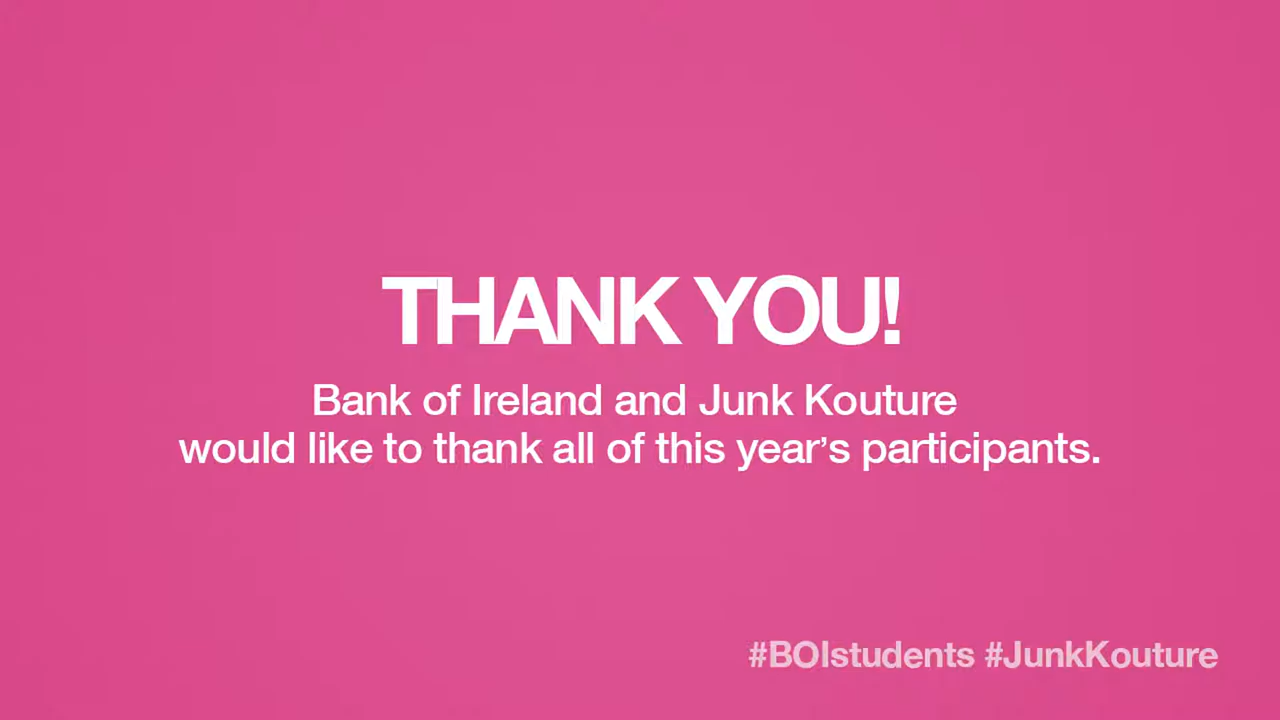 THANK YOU!
Bank of Ireland and Junk Kouture
would like to thank all of this year’s participants.
#BOIstudents #JunkKouture